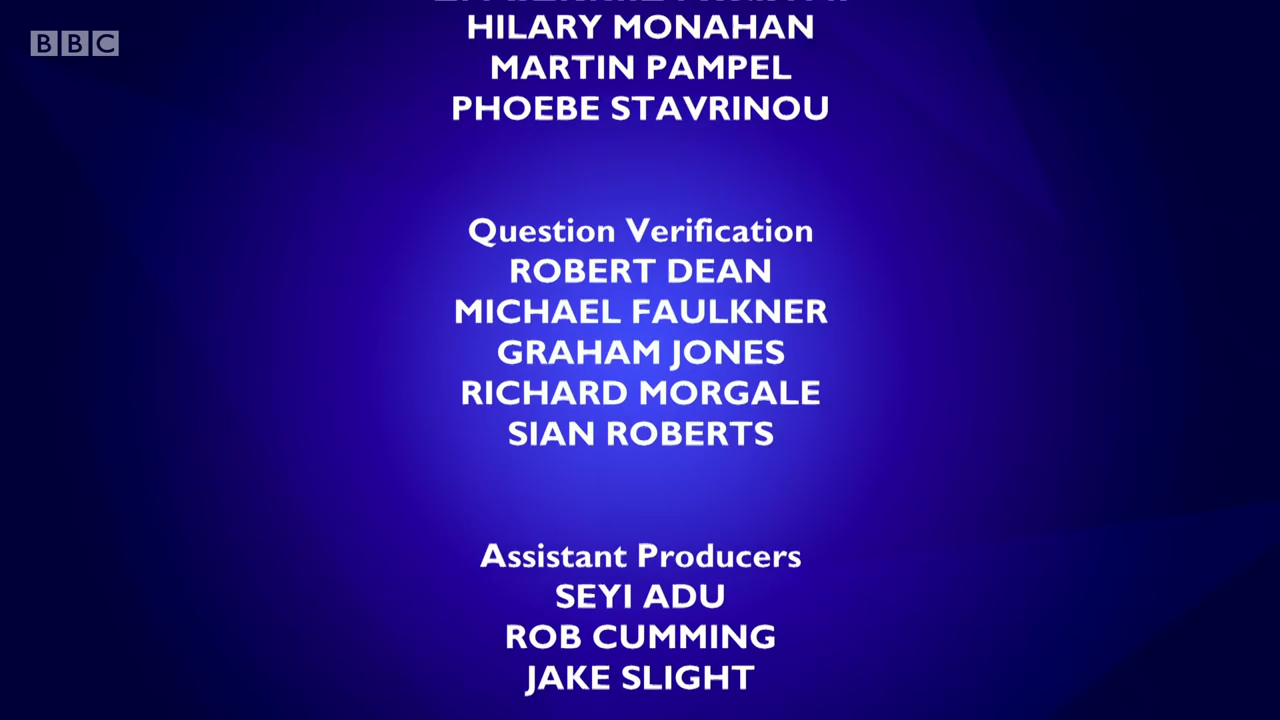 BBC
HILARY MONAHAN
MARTIN PAMPEL
PHOEBE STAVRINOU
Question Verification
ROBERT DEAN
MICHAEL FAULKNER
GRAHAM JONES
RICHARD MORGALE
SIAN ROBERTS
Assistant Producers
SEYI ADU
ROB CUMMING
JAKE SLIGHT